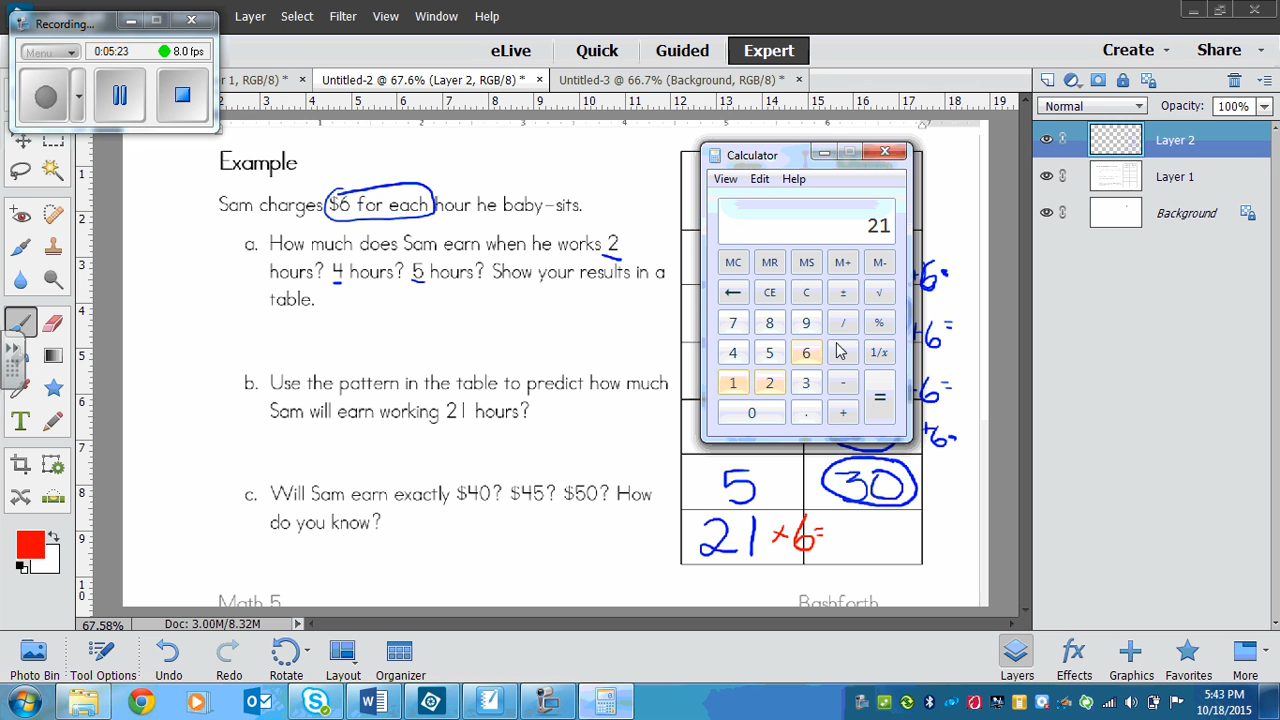 Recording...
Menu
0:05:23
8.0 fps
Layer Select Filter View Window Help
eLive Quick Guided Expert Create Share
r 1, RGB/8) * × Untitled-2 @ 67.6% (Layer 2, RGB/8) * × Untitled-3 @ 66.7% (Background, RGB/8) * ×
Normal Opacity: 100%
Layer 2
Layer 1
Background
Example
Sam charges $6 for each hour he baby-sits.
a. How much does Sam earn when he works 2
hours? 4 hours? 5 hours? Show your results in a
table.
b. Use the pattern in the table to predict how much
Sam will earn working 21 hours?
c. Will Sam earn exactly $40? $45? $50? How
do you know?
Math 5
Bashforth
Calculator
View Edit Help
21
MC MR MS M+ M-
← CE C ± √
7 8 9 / %
4 5 6 1/x
1 2 3 - =
0 . +
+6=
+6=
5 30
21 ×6=
67.58% Doc: 3.00M/8.32M
Photo Bin Tool Options Undo Redo Rotate Layout Organizer Layers Effects Graphics Favorites More
5:43 PM
10/18/2015